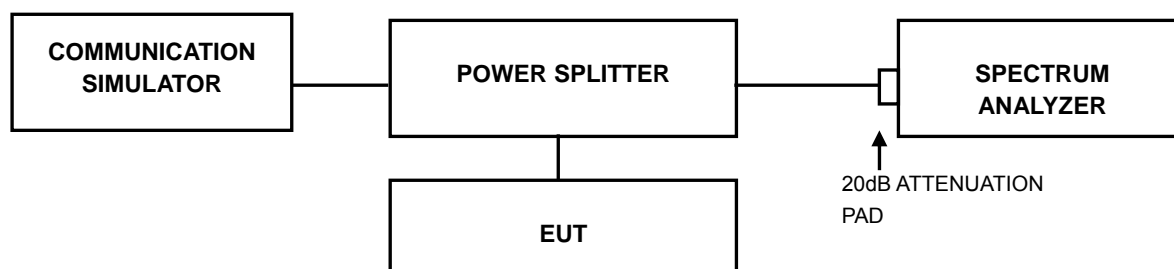 COMMUNICATION
SIMULATOR
POWER SPLITTER
SPECTRUM
ANALYZER
20dB ATTENUATION
PAD
EUT